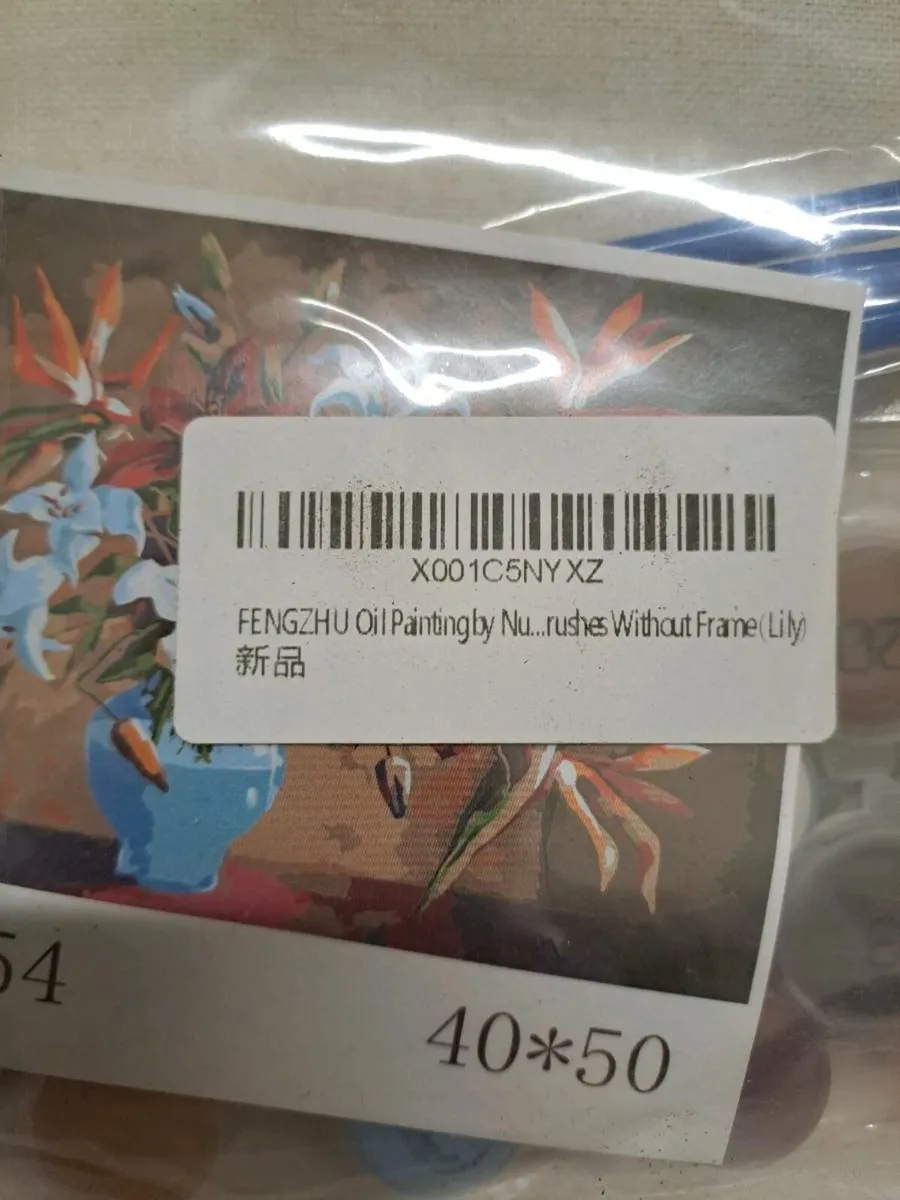 X001C5NYXZ
FENGZHU Oil Painting by Nu...rushes Without Frame(Lily)
新品
54
40*50